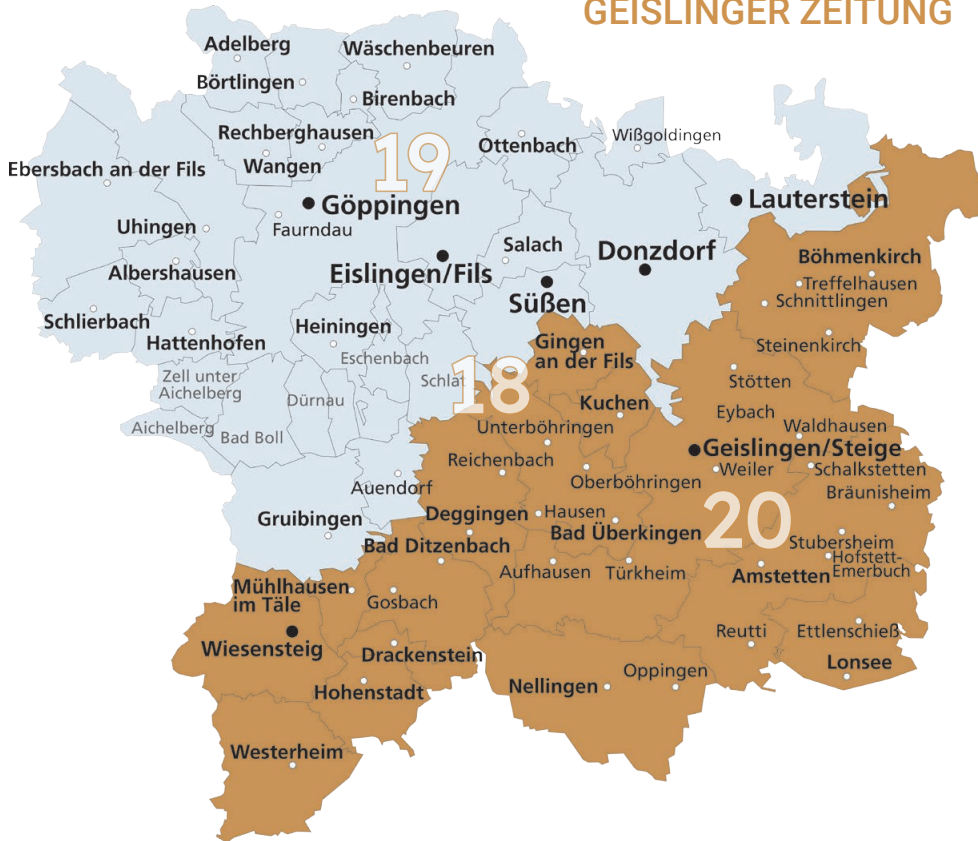 GEISLINGER ZEITUNG
Adelberg
Wäschenbeuren
Börtlingen
Birenbach
Rechberghausen
Wangen
19
Ottenbach
Wißgoldingen
Ebersbach an der Fils
Göppingen
Lauterstein
Uhingen
Faurndau
Salach
Donzdorf
Albershausen
Eislingen/Fils
Böhmenkirch
Treffelhausen
Schnittlingen
Süßen
Schlierbach
Hattenhofen
Heiningen
Gingen
an der Fils
Steinenkirch
Eschenbach
Zell unter
Aichelberg
Dürnau
Schlat
18
Stötten
Kuchen
Eybach
Aichelberg
Bad Boll
Unterböhringen
Waldhausen
Geislingen/Steige
Reichenbach
Weiler
Schalkstetten
Auendorf
Oberböhringen
Bräunisheim
Gruibingen
Deggingen
Hausen
Bad Überkingen
20
Bad Ditzenbach
Stubersheim
Hofstett-
Emerbuch
Aufhausen
Türkheim
Amstetten
Mühlhausen
im Täle
Gosbach
Wiesensteig
Drackenstein
Reutti
Ettlenschieß
Hohenstadt
Nellingen
Oppingen
Lonsee
Westerheim